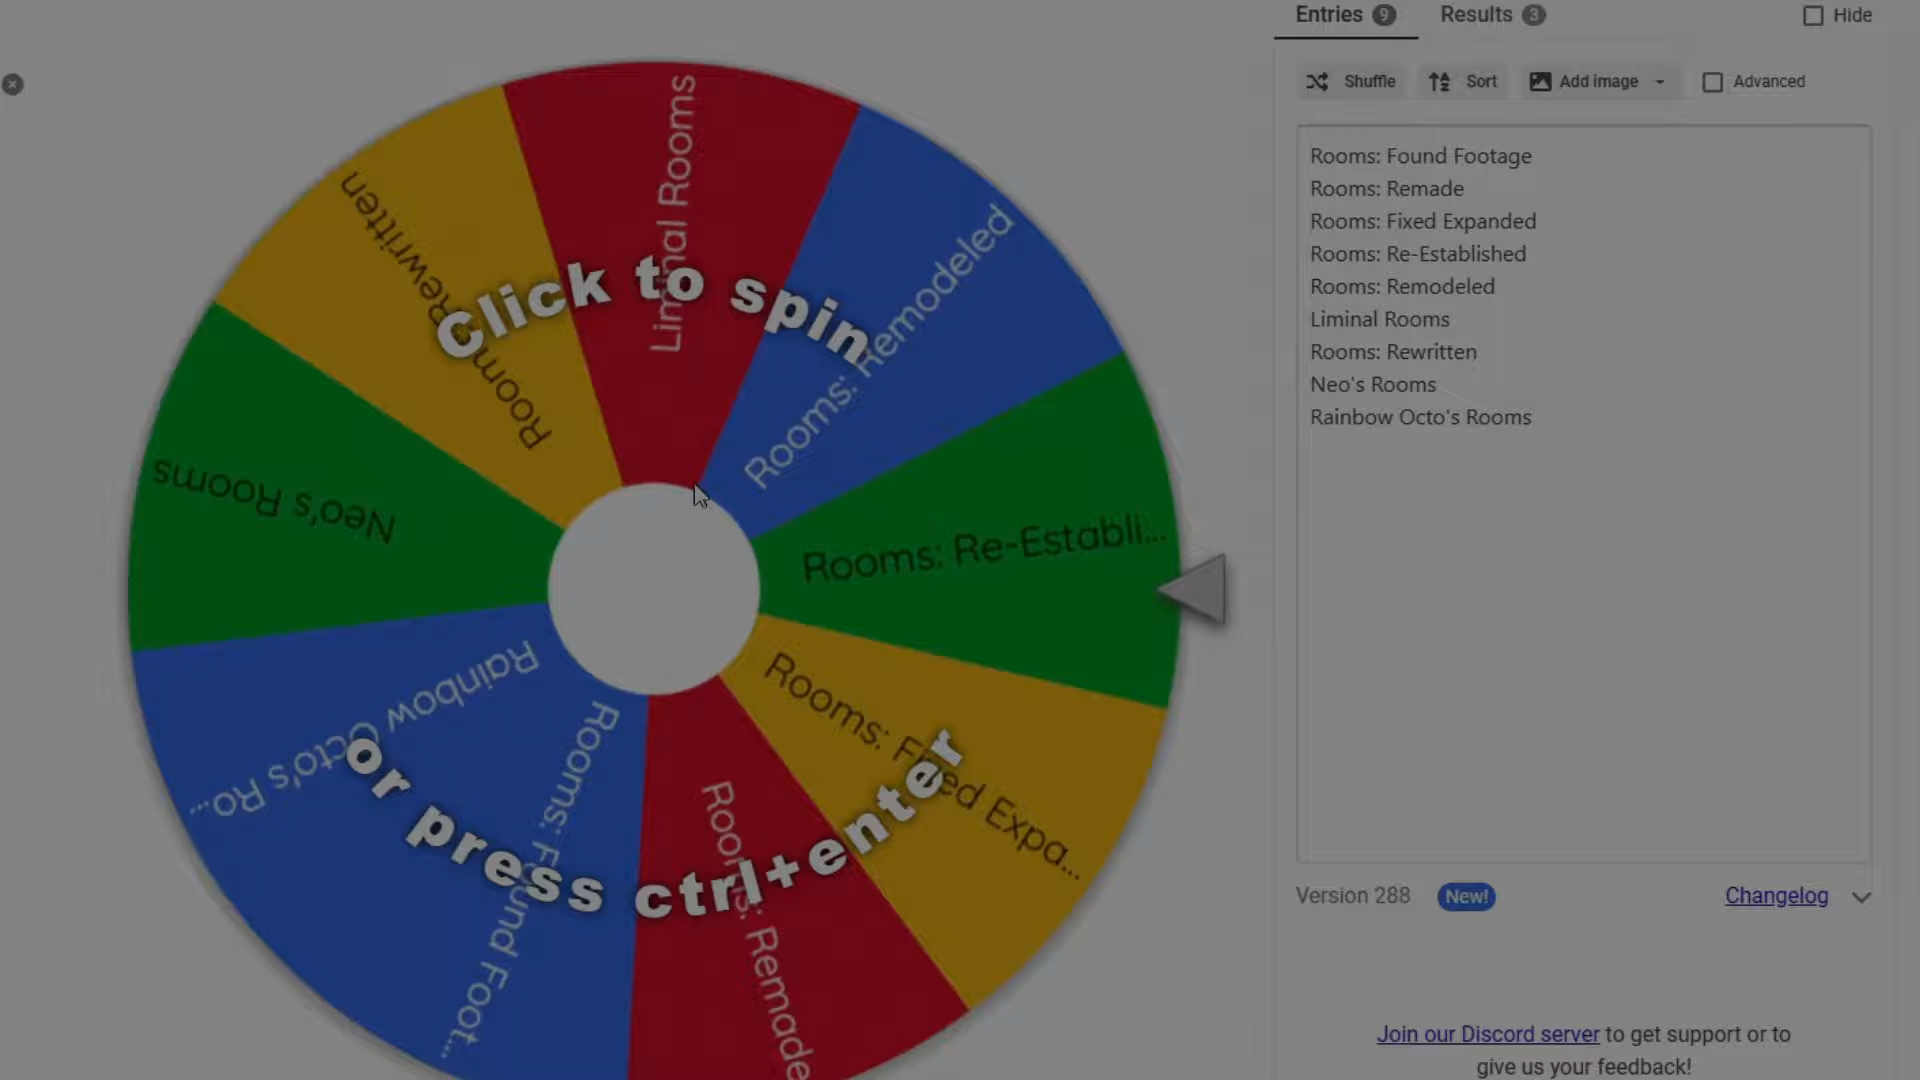 Entries 9
Results 3
Hide
Shuffle
Sort
Add image
Advanced
Rooms: Found Footage
Rooms: Remade
Rooms: Fixed Expanded
Rooms: Re-Established
Rooms: Remodeled
Liminal Rooms
Rooms: Rewritten
Neo's Rooms
Rainbow Octo's Rooms
Version 288
New!
Changelog
Join our Discord server to get support or to
give us your feedback!
Click to spin
or press ctrl+enter
Liminal Rooms
Rooms: Remodeled
Rooms: Re-Establi...
Rooms: Fixed Expa...
Rooms: Remade
Rooms: Found Foot...
Rainbow Octo's Ro...
Neo's Rooms
Rooms: Rewritten